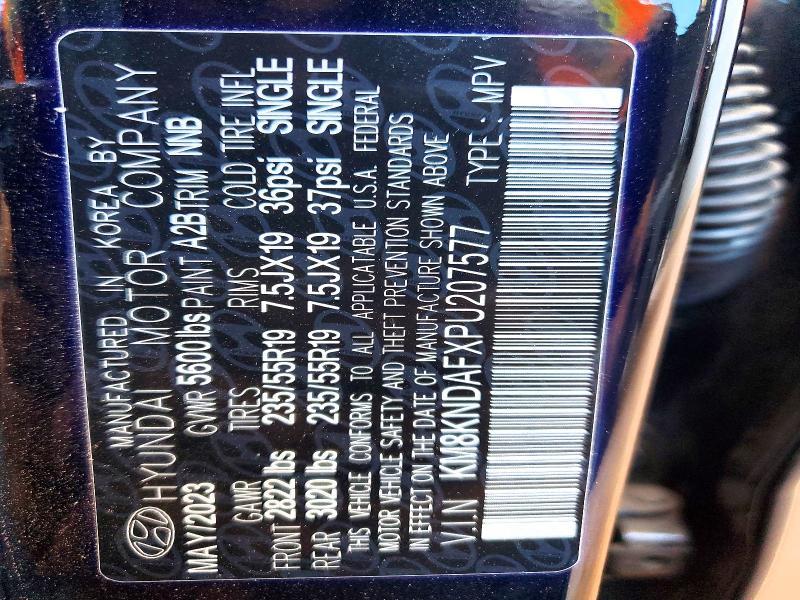 MANUFACTURED IN KOREA BY
HYUNDAI MOTOR COMPANY
MAY/2023 GVWR 5600lbs PAINT A2B TRIM NNB
GAWR TIRES RIMS COLD TIRE INFL
FRONT 2822 lbs 235/55R19 7.5JX19 36psi SINGLE
REAR 3020 lbs 235/55R19 7.5JX19 37psi SINGLE
THIS VEHICLE CONFORMS TO ALL APPLICATABLE U.S.A. FEDERAL
MOTOR VEHICLE SAFETY AND THEFT PREVENTION STANDARDS
IN EFFECT ON THE DATE OF MANUFACTURE SHOWN ABOVE
V.I.N KM8KNDAFXPU207577 TYPE : MPV